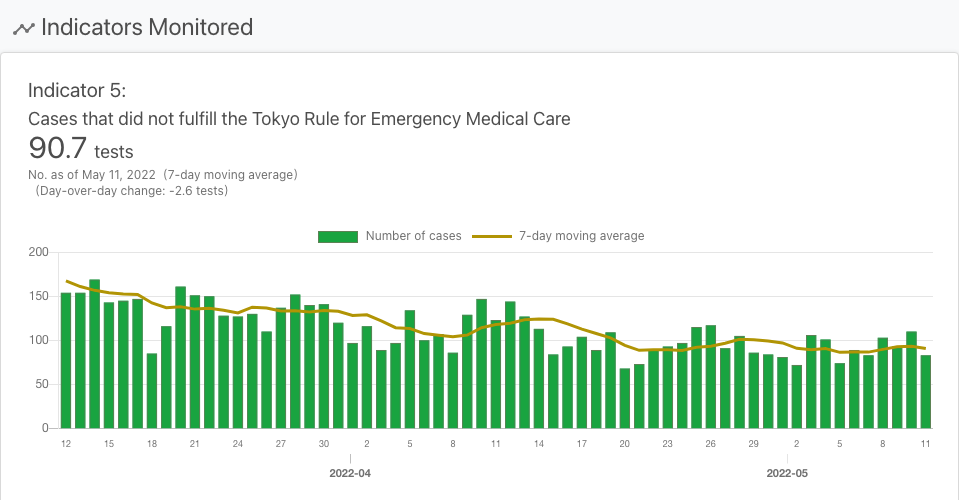 Indicators Monitored
Indicator 5:
Cases that did not fulfill the Tokyo Rule for Emergency Medical Care
90.7 tests
No. as of May 11, 2022 (7-day moving average)
(Day-over-day change: -2.6 tests)
Number of cases 7-day moving average
200
150
100
50
0
12 15 18 21 24 27 30 2 5 8 11 14 17 20 23 26 29 2 5 8 11
2022-04 2022-05